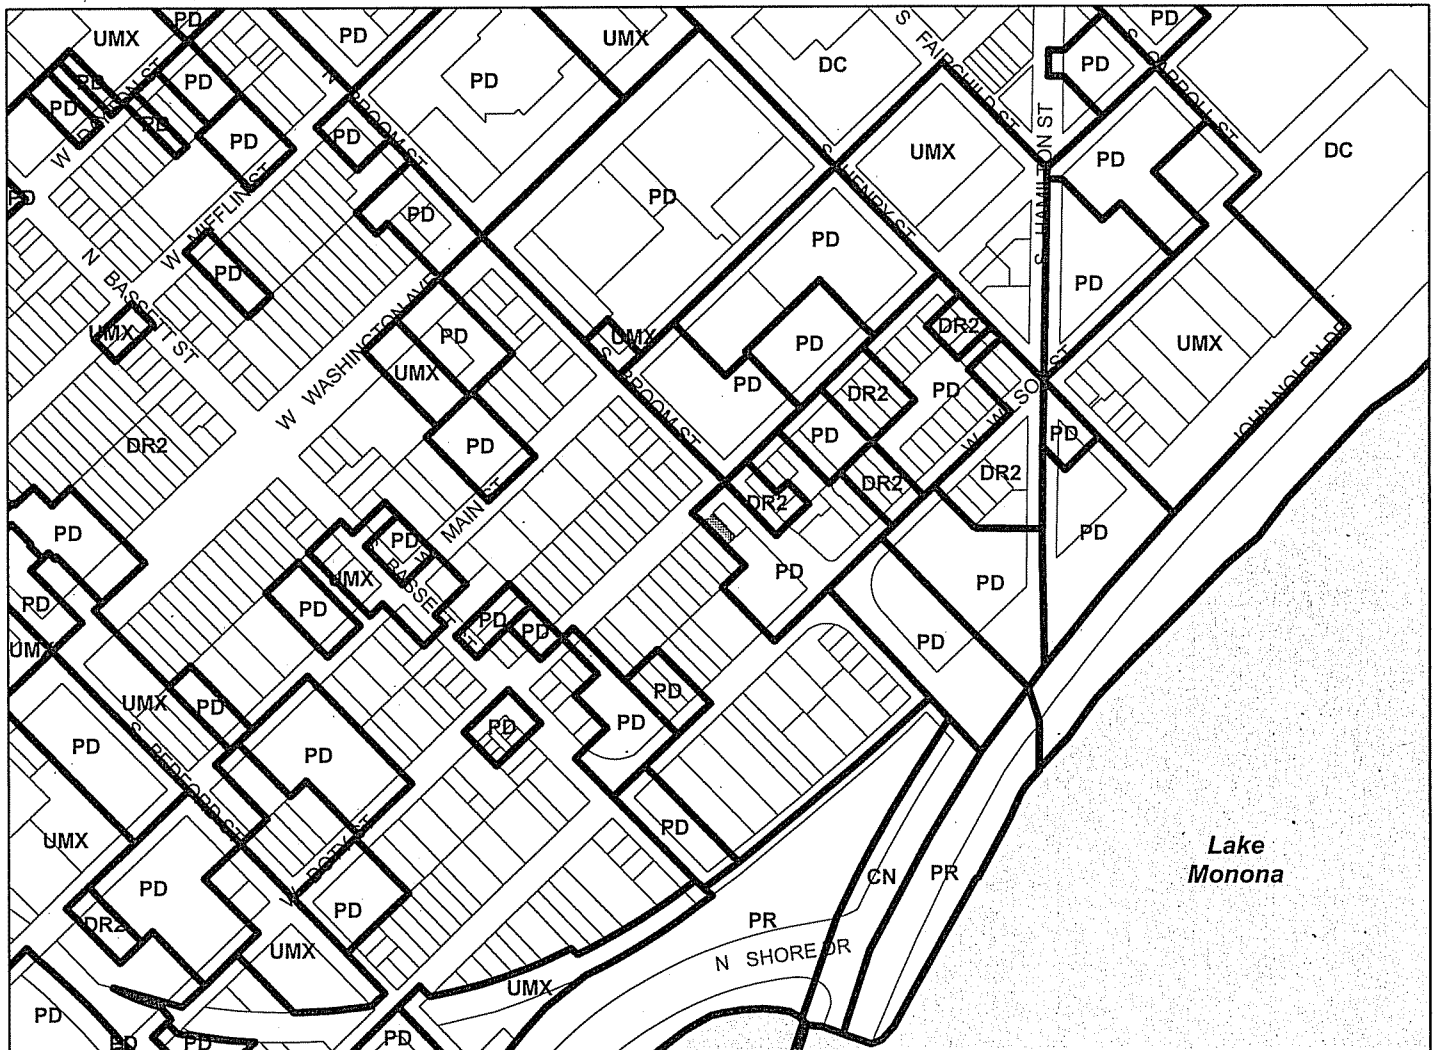 PD
UMX
PD
UMX
PD
DC
S FAIRCHILD ST
PD
S CARROLL ST
PD
PD
PD
W DAYTON ST
PD
PD
PD
N BROOM ST
PD
S HAMILTON ST
UMX
PD
DC
PD
W MIFFLIN ST
PD
PD
PD
S HENRY ST
PD
N BASSETT ST
PD
PD
UMX
W WASHINGTON AVE
PD
UMX
DR2
PD
UMX
UMX
PD
S BROOM ST
DR2
PD
W WILSON ST
JOHN NOLEN DR
DR2
PD
PD
PD
DR2
DR2
DR2
PD
W MAIN ST
PD
PD
UMX
S BASSETT ST
PD
PD
PD
PD
PD
PD
PD
UMX
UMX
PD
PD
PD
PD
PD
S BEDFORD ST
PD
PD
UMX
W DOTY ST
PD
PD
DR2
PD
UMX
CN
PR
Lake
Monona
PR
N SHORE DR
UMX
PD
PD
PD
PD